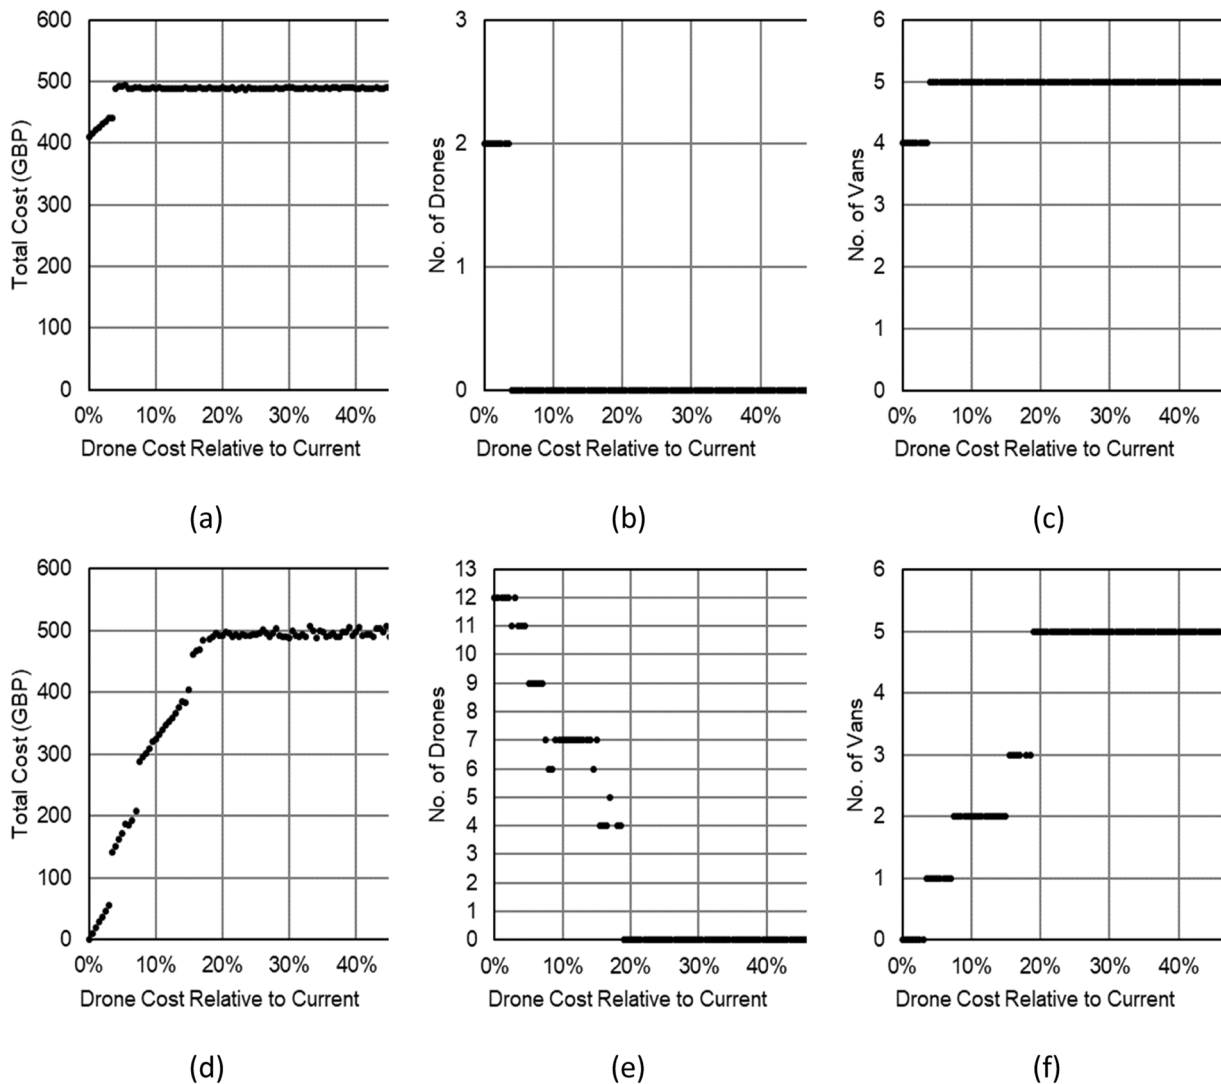 Total Cost (GBP)
600
500
400
300
200
100
0
0% 10% 20% 30% 40%
Drone Cost Relative to Current
(a)
No. of Drones
3
2
1
0
0% 10% 20% 30% 40%
Drone Cost Relative to Current
(b)
No. of Vans
6
5
4
3
2
1
0
0% 10% 20% 30% 40%
Drone Cost Relative to Current
(c)
Total Cost (GBP)
600
500
400
300
200
100
0
0% 10% 20% 30% 40%
Drone Cost Relative to Current
(d)
No. of Drones
13
12
11
10
9
8
7
6
5
4
3
2
1
0
0% 10% 20% 30% 40%
Drone Cost Relative to Current
(e)
No. of Vans
6
5
4
3
2
1
0
0% 10% 20% 30% 40%
Drone Cost Relative to Current
(f)